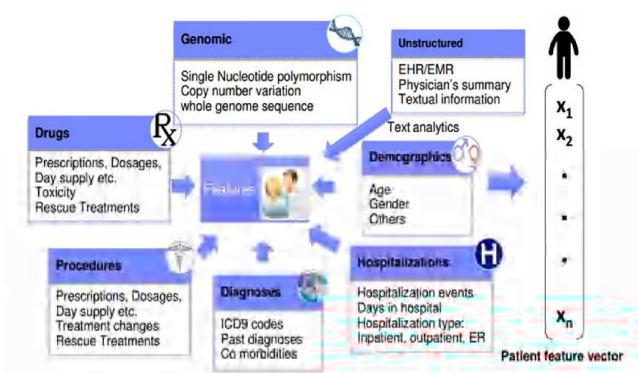 Genomic
Single Nucleotide polymorphism
Copy number variation
whole genome sequence
Unstructured
EHR/EMR
Physician's summary
Textual information
Text analytics
Drugs
Rx
Prescriptions, Dosages,
Day supply etc.
Toxicity
Rescue Treatments
Features
Demographics
Age
Gender
Others
Procedures
Prescriptions, Dosages,
Day supply etc.
Treatment changes
Rescue Treatments
Diagnoses
ICD9 codes
Past diagnoses
Co morbidities
Hospitalizations
H
Hospitalization events
Days in hospital
Hospitalization type:
Inpatient, outpatient, ER
X1
X2
.
.
.
Xn
Patient feature vector